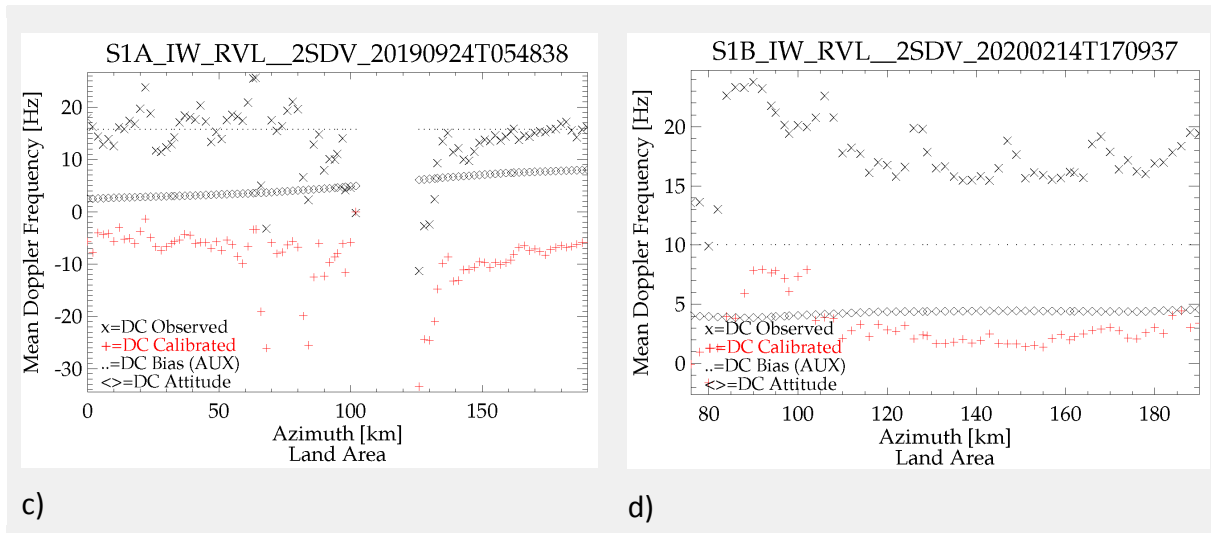 S1A_IW_RVL__2SDV_20190924T054838
Mean Doppler Frequency [Hz]
20
10
0
-10
-20
-30
x=DC Observed
+=DC Calibrated
..=DC Bias (AUX)
<>=DC Attitude
0
50
100
150
Azimuth [km]
Land Area
c)
S1B_IW_RVL__2SDV_20200214T170937
Mean Doppler Frequency [Hz]
20
15
10
5
0
x=DC Observed
+=DC Calibrated
..=DC Bias (AUX)
<>=DC Attitude
80
100
120
140
160
180
Azimuth [km]
Land Area
d)